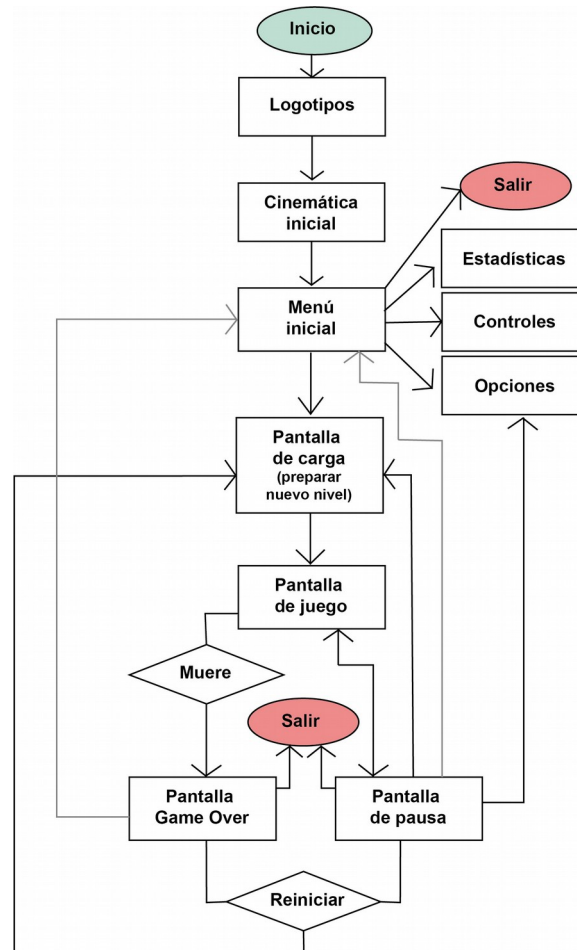 Inicio
Logotipos
Cinemática
inicial
Salir
Estadísticas
Menú
inicial
Controles
Opciones
Pantalla
de carga
(preparar
nuevo nivel)
Pantalla
de juego
Muere
Salir
Pantalla
Game Over
Pantalla
de pausa
Reiniciar